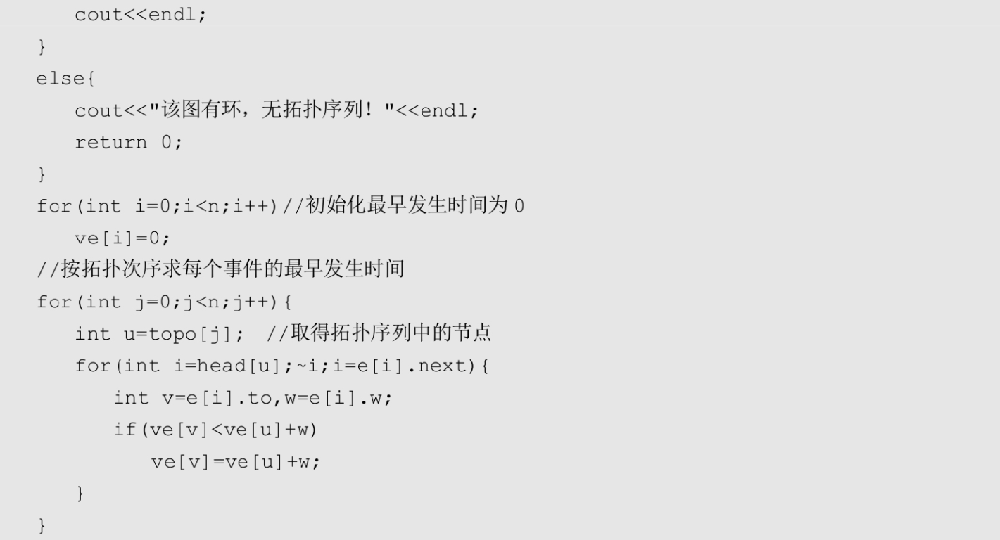 cout<<endl;
}
else{
cout<<"该图有环，无拓扑序列！"<<endl;
return 0;
}
for(int i=0;i<n;i++)//初始化最早发生时间为 0
ve[i]=0;
//按拓扑次序求每个事件的最早发生时间
for(int j=0;j<n;j++){
int u=topo[j]; //取得拓扑序列中的节点
for(int i=head[u];~i;i=e[i].next){
int v=e[i].to,w=e[i].w;
if(ve[v]<ve[u]+w)
ve[v]=ve[u]+w;
}
}